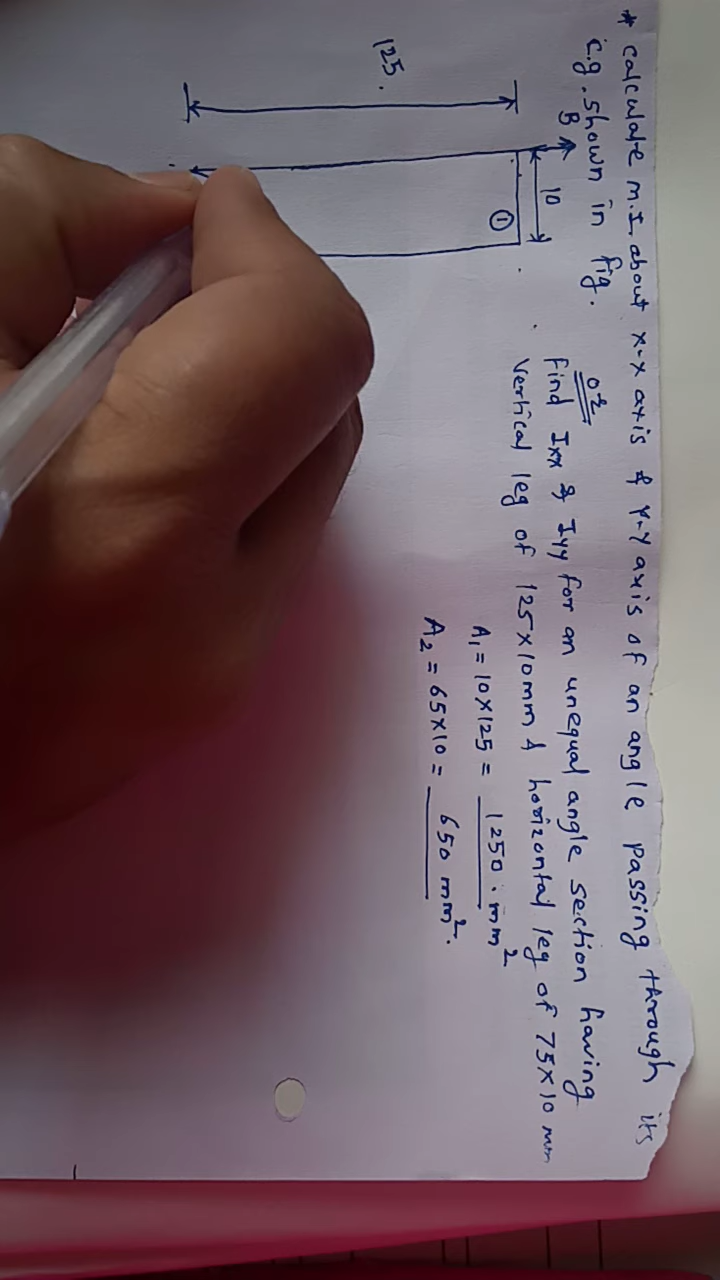 * calculate M.I about x-x axis & Y-Y axis of an angle passing through its
c.g. shown in fig.
or
Find Ixx & Iyy for an unequal angle section having
vertical leg of 125×10mm & horizontal leg of 75×10 mm
B
10
①
125.
A₁ = 10×125 = 1250 . mm²
A₂ = 65×10 = 650 mm².